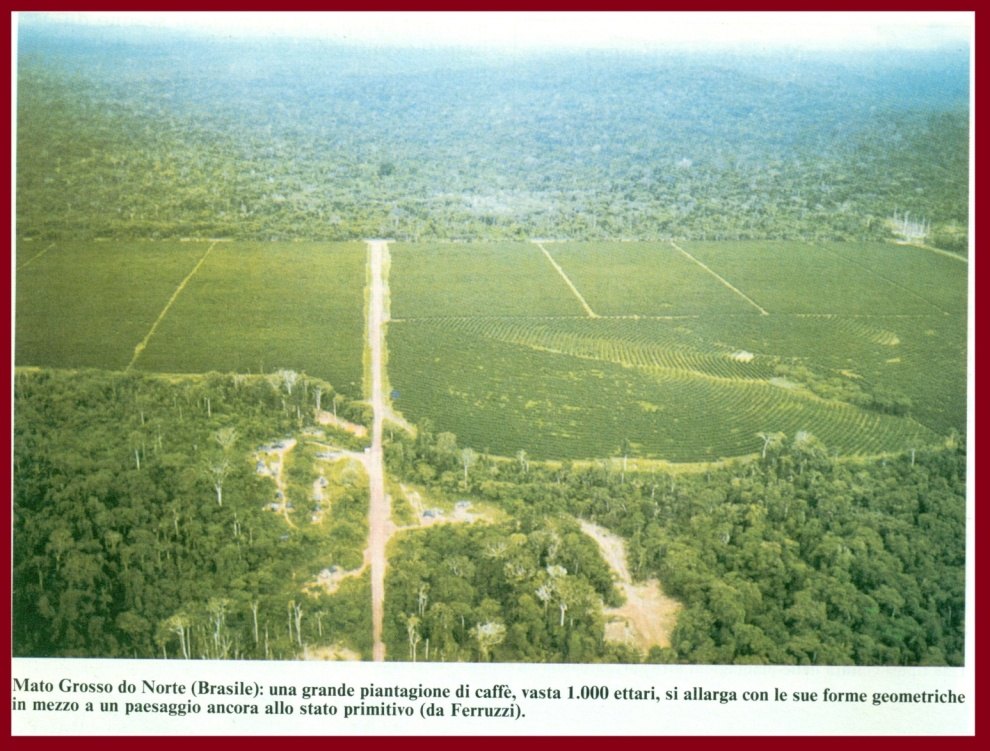 Mato Grosso do Norte (Brasile): una grande piantagione di caffè, vasta 1.000 ettari, si allarga con le sue forme geometriche
in mezzo a un paesaggio ancora allo stato primitivo (da Ferruzzi).